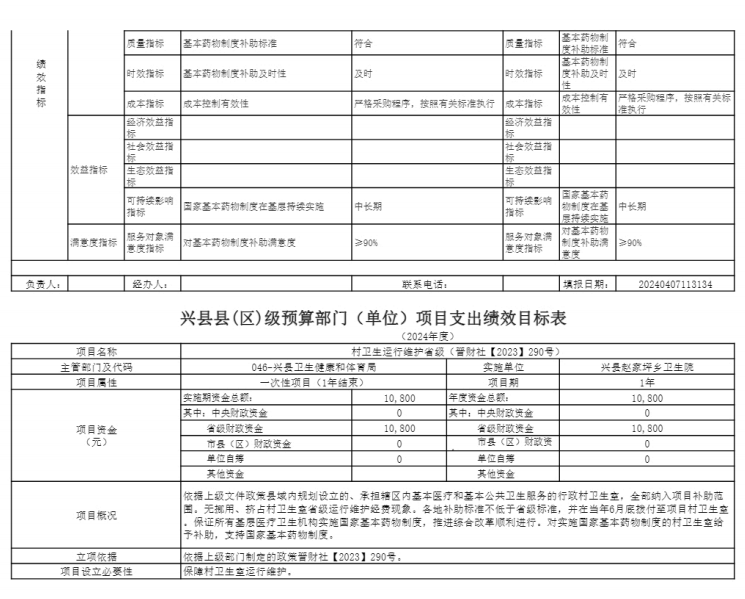 质量指标 基本药物制度补助标准 符合 质量指标 基本药物制度补助标准 符合
绩效指标 时效指标 基本药物制度补助及时性 及时 时效指标 基本药物制度补助及时性 及时
成本指标 成本控制有效性 严格采购程序，按照有关标准执行 成本指标 成本控制有效性 严格采购程序，按照有关标准执行
经济效益指标 经济效益指标
社会效益指标 社会效益指标
效益指标 生态效益指标 生态效益指标
可持续影响指标 国家基本药物制度在基层持续实施 中长期 可持续影响指标 国家基本药物制度在基层持续实施 中长期
满意度指标 服务对象满意度指标 对基本药物制度补助满意度 ≥90% 服务对象满意度指标 对基本药物制度补助满意度 ≥90%
负责人： 经办人： 联系电话： 填报日期： 20240407113134
兴县县(区)级预算部门（单位）项目支出绩效目标表
（2024年度）
项目名称 村卫生运行维护省级（晋财社【2023】290号）
主管部门及代码 046-兴县卫生健康和体育局 实施单位 兴县赵家坪乡卫生院
项目属性 一次性项目（1年结束） 项目期 1年
实施期资金总额： 10,800 年度资金总额： 10,800
其中：中央财政资金 0 其中：中央财政资金 0
项目资金（元） 省级财政资金 10,800 省级财政资金 10,800
市县（区）财政资金 0 市县（区）财政资 0
单位自筹 0 单位自筹 0
其他资金 其他资金
项目概况 依据上级文件政策县域内规划设立的、承担辖区内基本医疗和基本公共卫生服务的行政村卫生室，全部纳入项目补助范
围。无挪用、挤占村卫生室省级运行维护经费现象。各地补助标准不低于省级标准，并在当年6月底拨付至项目村卫生室
。保证所有基层医疗卫生机构实施国家基本药物制度，推进综合改革顺利进行。对实施国家基本药物制度的村卫生室给
予补助，支持国家基本药物制度。
立项依据 依据上级部门制定的政策晋财社【2023】290号。
项目设立必要性 保障村卫生室运行维护。